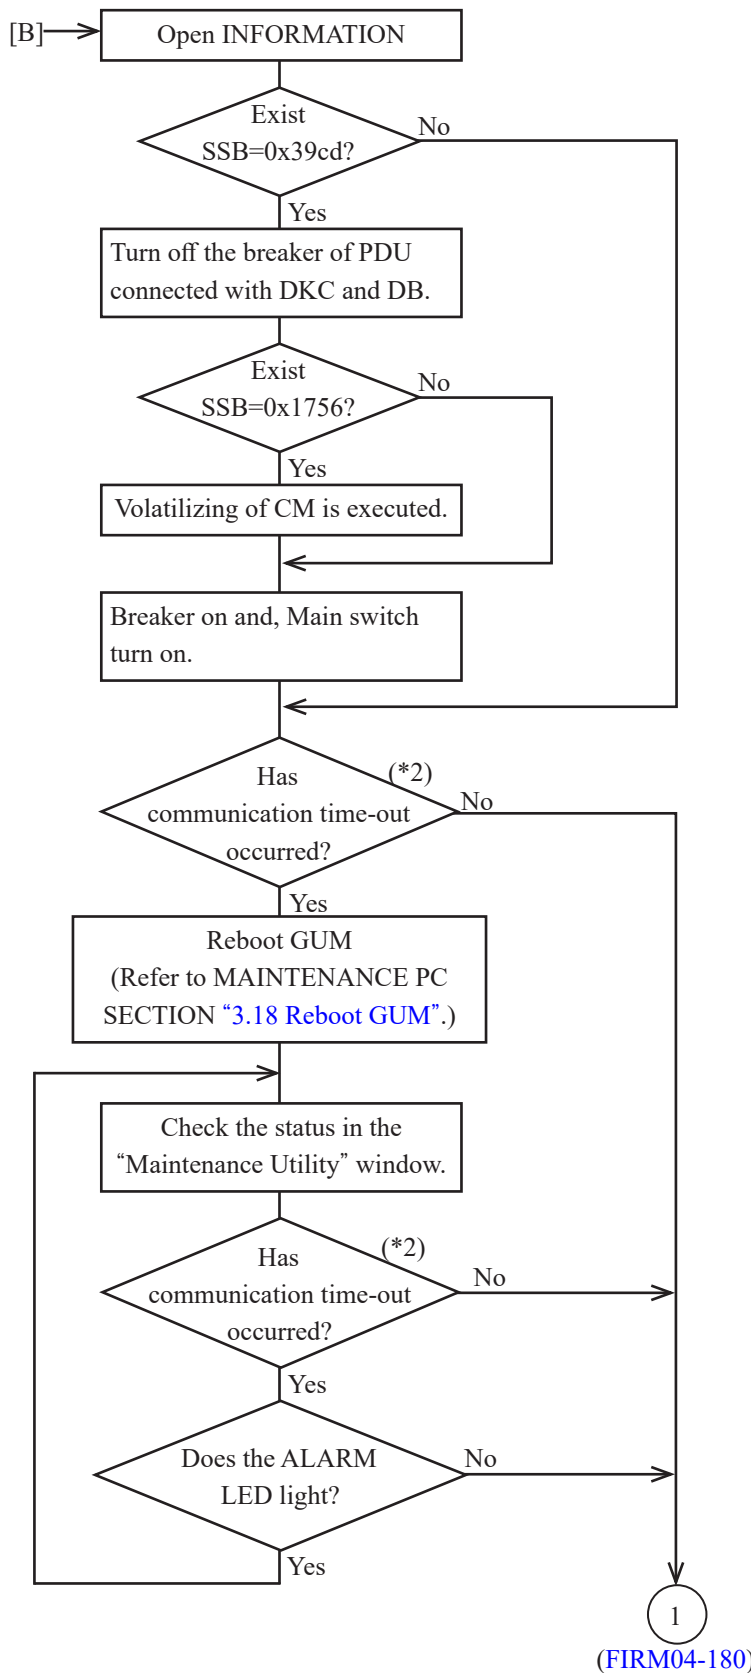 [B]
Open INFORMATION
Exist
SSB=0x39cd?
No
Yes
Turn off the breaker of PDU
connected with DKC and DB.
Exist
SSB=0x1756?
No
Yes
Volatilizing of CM is executed.
Breaker on and, Main switch
turn on.
(*2)
Has
communication time-out
occurred?
No
Yes
Reboot GUM
(Refer to MAINTENANCE PC
SECTION “3.18 Reboot GUM”.)
Check the status in the
“Maintenance Utility” window.
(*2)
Has
communication time-out
occurred?
No
Yes
Does the ALARM
LED light?
No
Yes
1
(FIRM04-180)